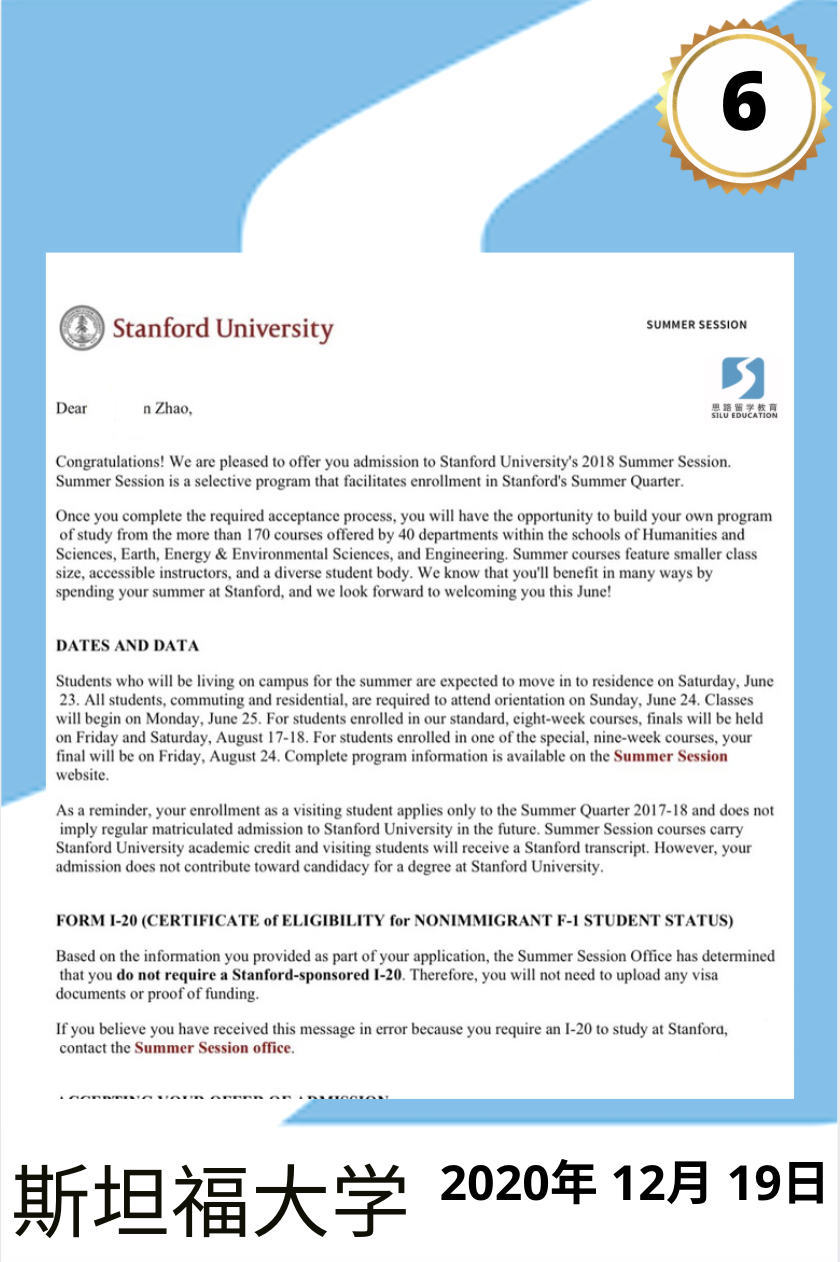 6
Stanford University
SUMMER SESSION
思路留学教育
SILU EDUCATION
Dear n Zhao,
Congratulations! We are pleased to offer you admission to Stanford University's 2018 Summer Session.
Summer Session is a selective program that facilitates enrollment in Stanford's Summer Quarter.
Once you complete the required acceptance process, you will have the opportunity to build your own program
of study from the more than 170 courses offered by 40 departments within the schools of Humanities and
Sciences, Earth, Energy & Environmental Sciences, and Engineering. Summer courses feature smaller class
size, accessible instructors, and a diverse student body. We know that you'll benefit in many ways by
spending your summer at Stanford, and we look forward to welcoming you this June!
DATES AND DATA
Students who will be living on campus for the summer are expected to move in to residence on Saturday, June
23. All students, commuting and residential, are required to attend orientation on Sunday, June 24. Classes
will begin on Monday, June 25. For students enrolled in our standard, eight-week courses, finals will be held
on Friday and Saturday, August 17-18. For students enrolled in one of the special, nine-week courses, your
final will be on Friday, August 24. Complete program information is available on the Summer Session
website.
As a reminder, your enrollment as a visiting student applies only to the Summer Quarter 2017-18 and does not
imply regular matriculated admission to Stanford University in the future. Summer Session courses carry
Stanford University academic credit and visiting students will receive a Stanford transcript. However, your
admission does not contribute toward candidacy for a degree at Stanford University.
FORM I-20 (CERTIFICATE of ELIGIBILITY for NONIMMIGRANT F-1 STUDENT STATUS)
Based on the information you provided as part of your application, the Summer Session Office has determined
that you do not require a Stanford-sponsored I-20. Therefore, you will not need to upload any visa
documents or proof of funding.
If you believe you have received this message in error because you require an I-20 to study at Stanford,
contact the Summer Session office.
ACCEPTING YOUR OFFER OF ADMISSION
斯坦福大学
2020年 12月 19日